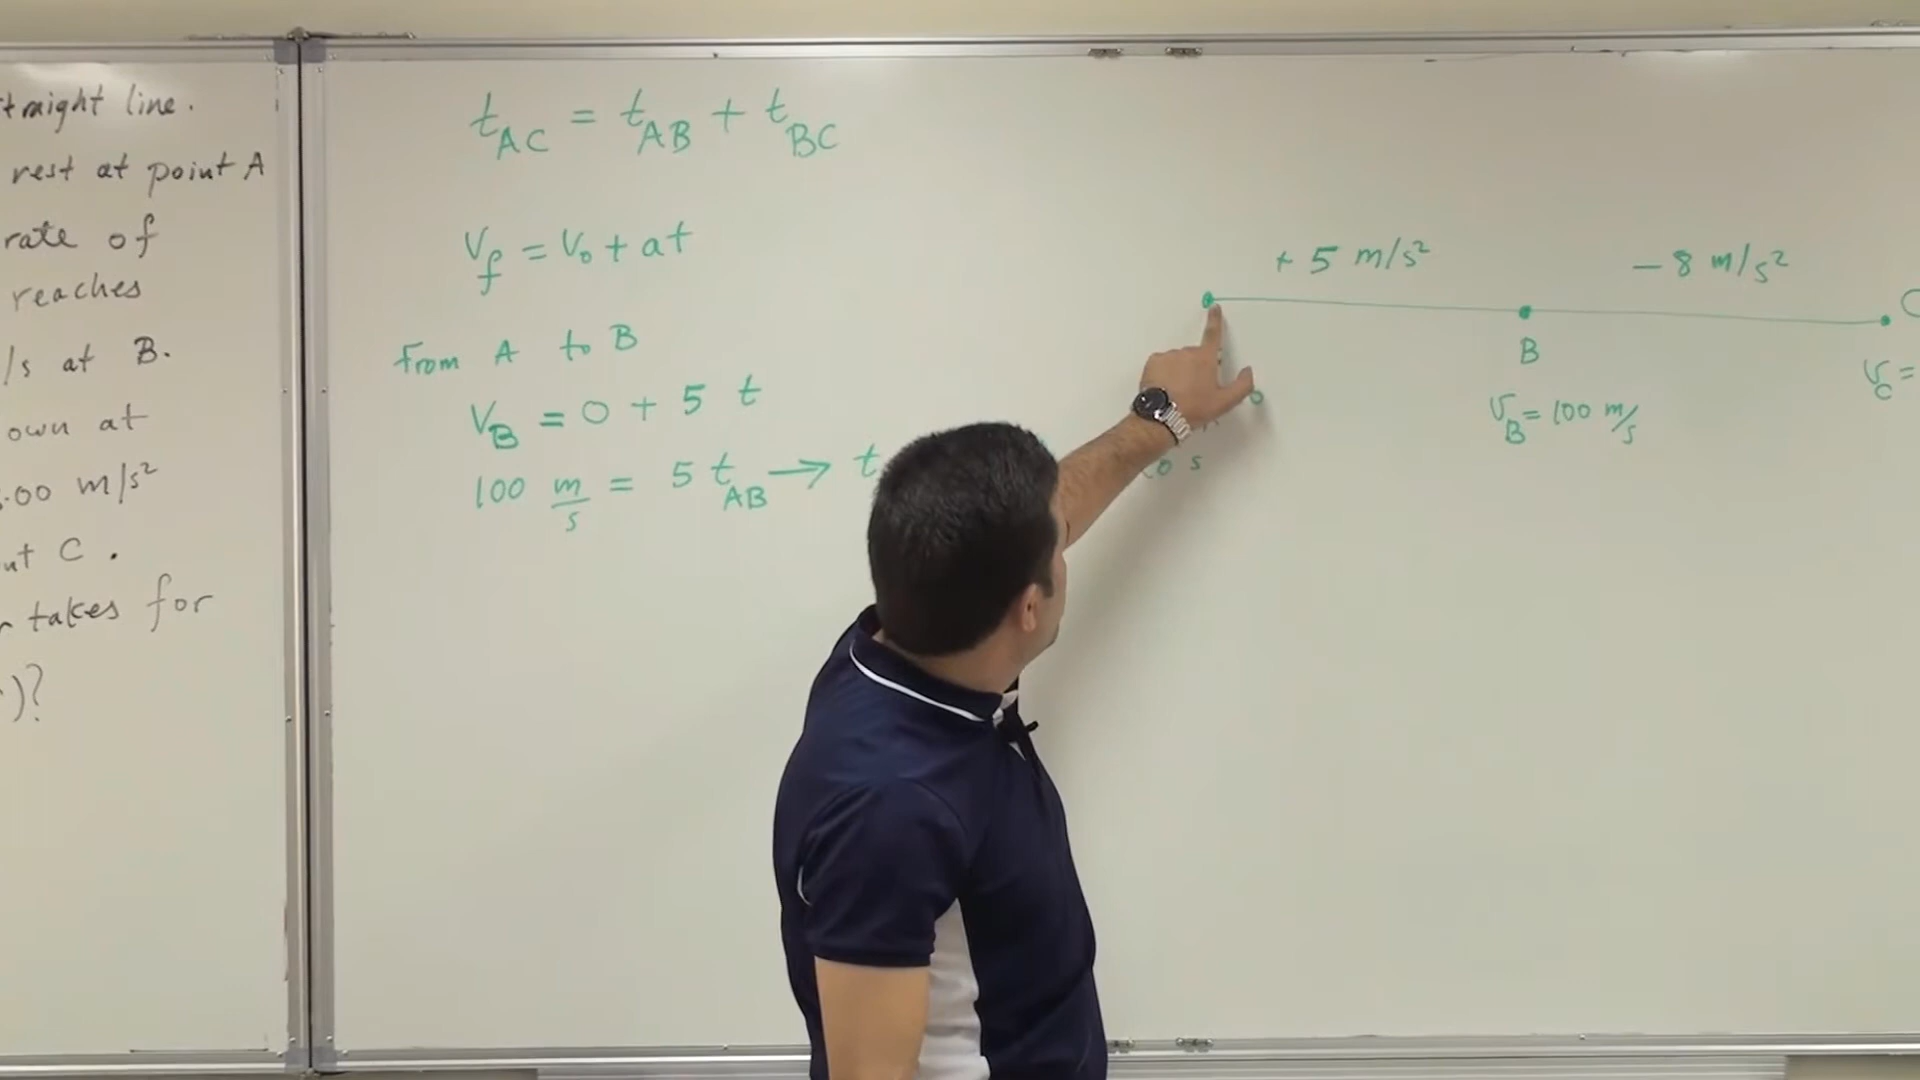 traight line.
rest at point A
rate of
reaches
/s at B.
own at
.00 m/s²
nt C .
takes for
)?
t_AC = t_AB + t_BC
V_f = V₀ + at
From A to B
V_B = 0 + 5 t
100 m/s = 5 t_AB → t
s
+ 5 m/s²
- 8 m/s²
B
V_B = 100 m/s
V_C =